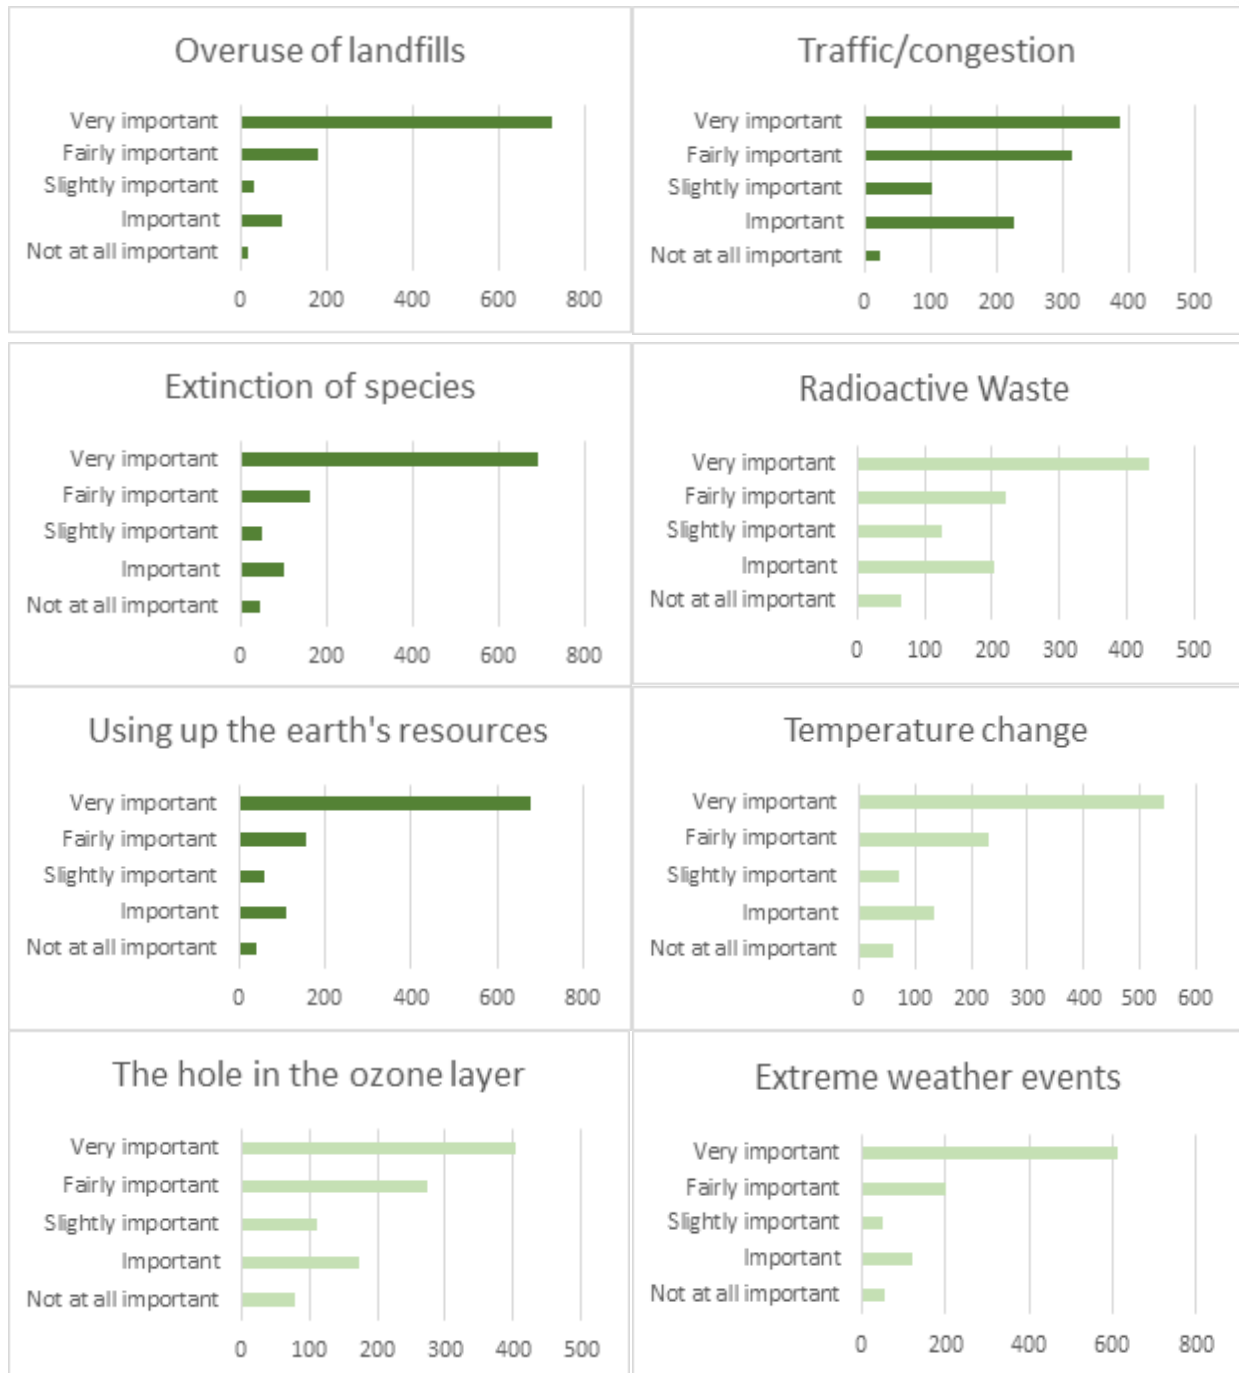 Overuse of landfills
Very important
Fairly important
Slightly important
Important
Not at all important
0 200 400 600 800
Traffic/congestion
Very important
Fairly important
Slightly important
Important
Not at all important
0 100 200 300 400 500
Extinction of species
Very important
Fairly important
Slightly important
Important
Not at all important
0 200 400 600 800
Radioactive Waste
Very important
Fairly important
Slightly important
Important
Not at all important
0 100 200 300 400 500
Using up the earth's resources
Very important
Fairly important
Slightly important
Important
Not at all important
0 200 400 600 800
Temperature change
Very important
Fairly important
Slightly important
Important
Not at all important
0 100 200 300 400 500 600
The hole in the ozone layer
Very important
Fairly important
Slightly important
Important
Not at all important
0 100 200 300 400 500
Extreme weather events
Very important
Fairly important
Slightly important
Important
Not at all important
0 200 400 600 800